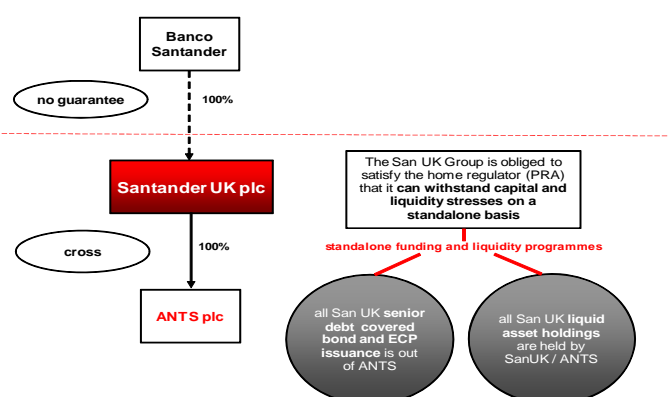 Banco
Santander
no guarantee
100%
Santander UK plc
The San UK Group is obliged to
satisfy the home regulator (PRA)
that it can withstand capital and
liquidity stresses on a
standalone basis
cross
100%
standalone funding and liquidity programmes
ANTS plc
all San UK senior
debt covered
bond and ECP
issuance is out
of ANTS
all San UK liquid
asset holdings
are held by
SanUK / ANTS